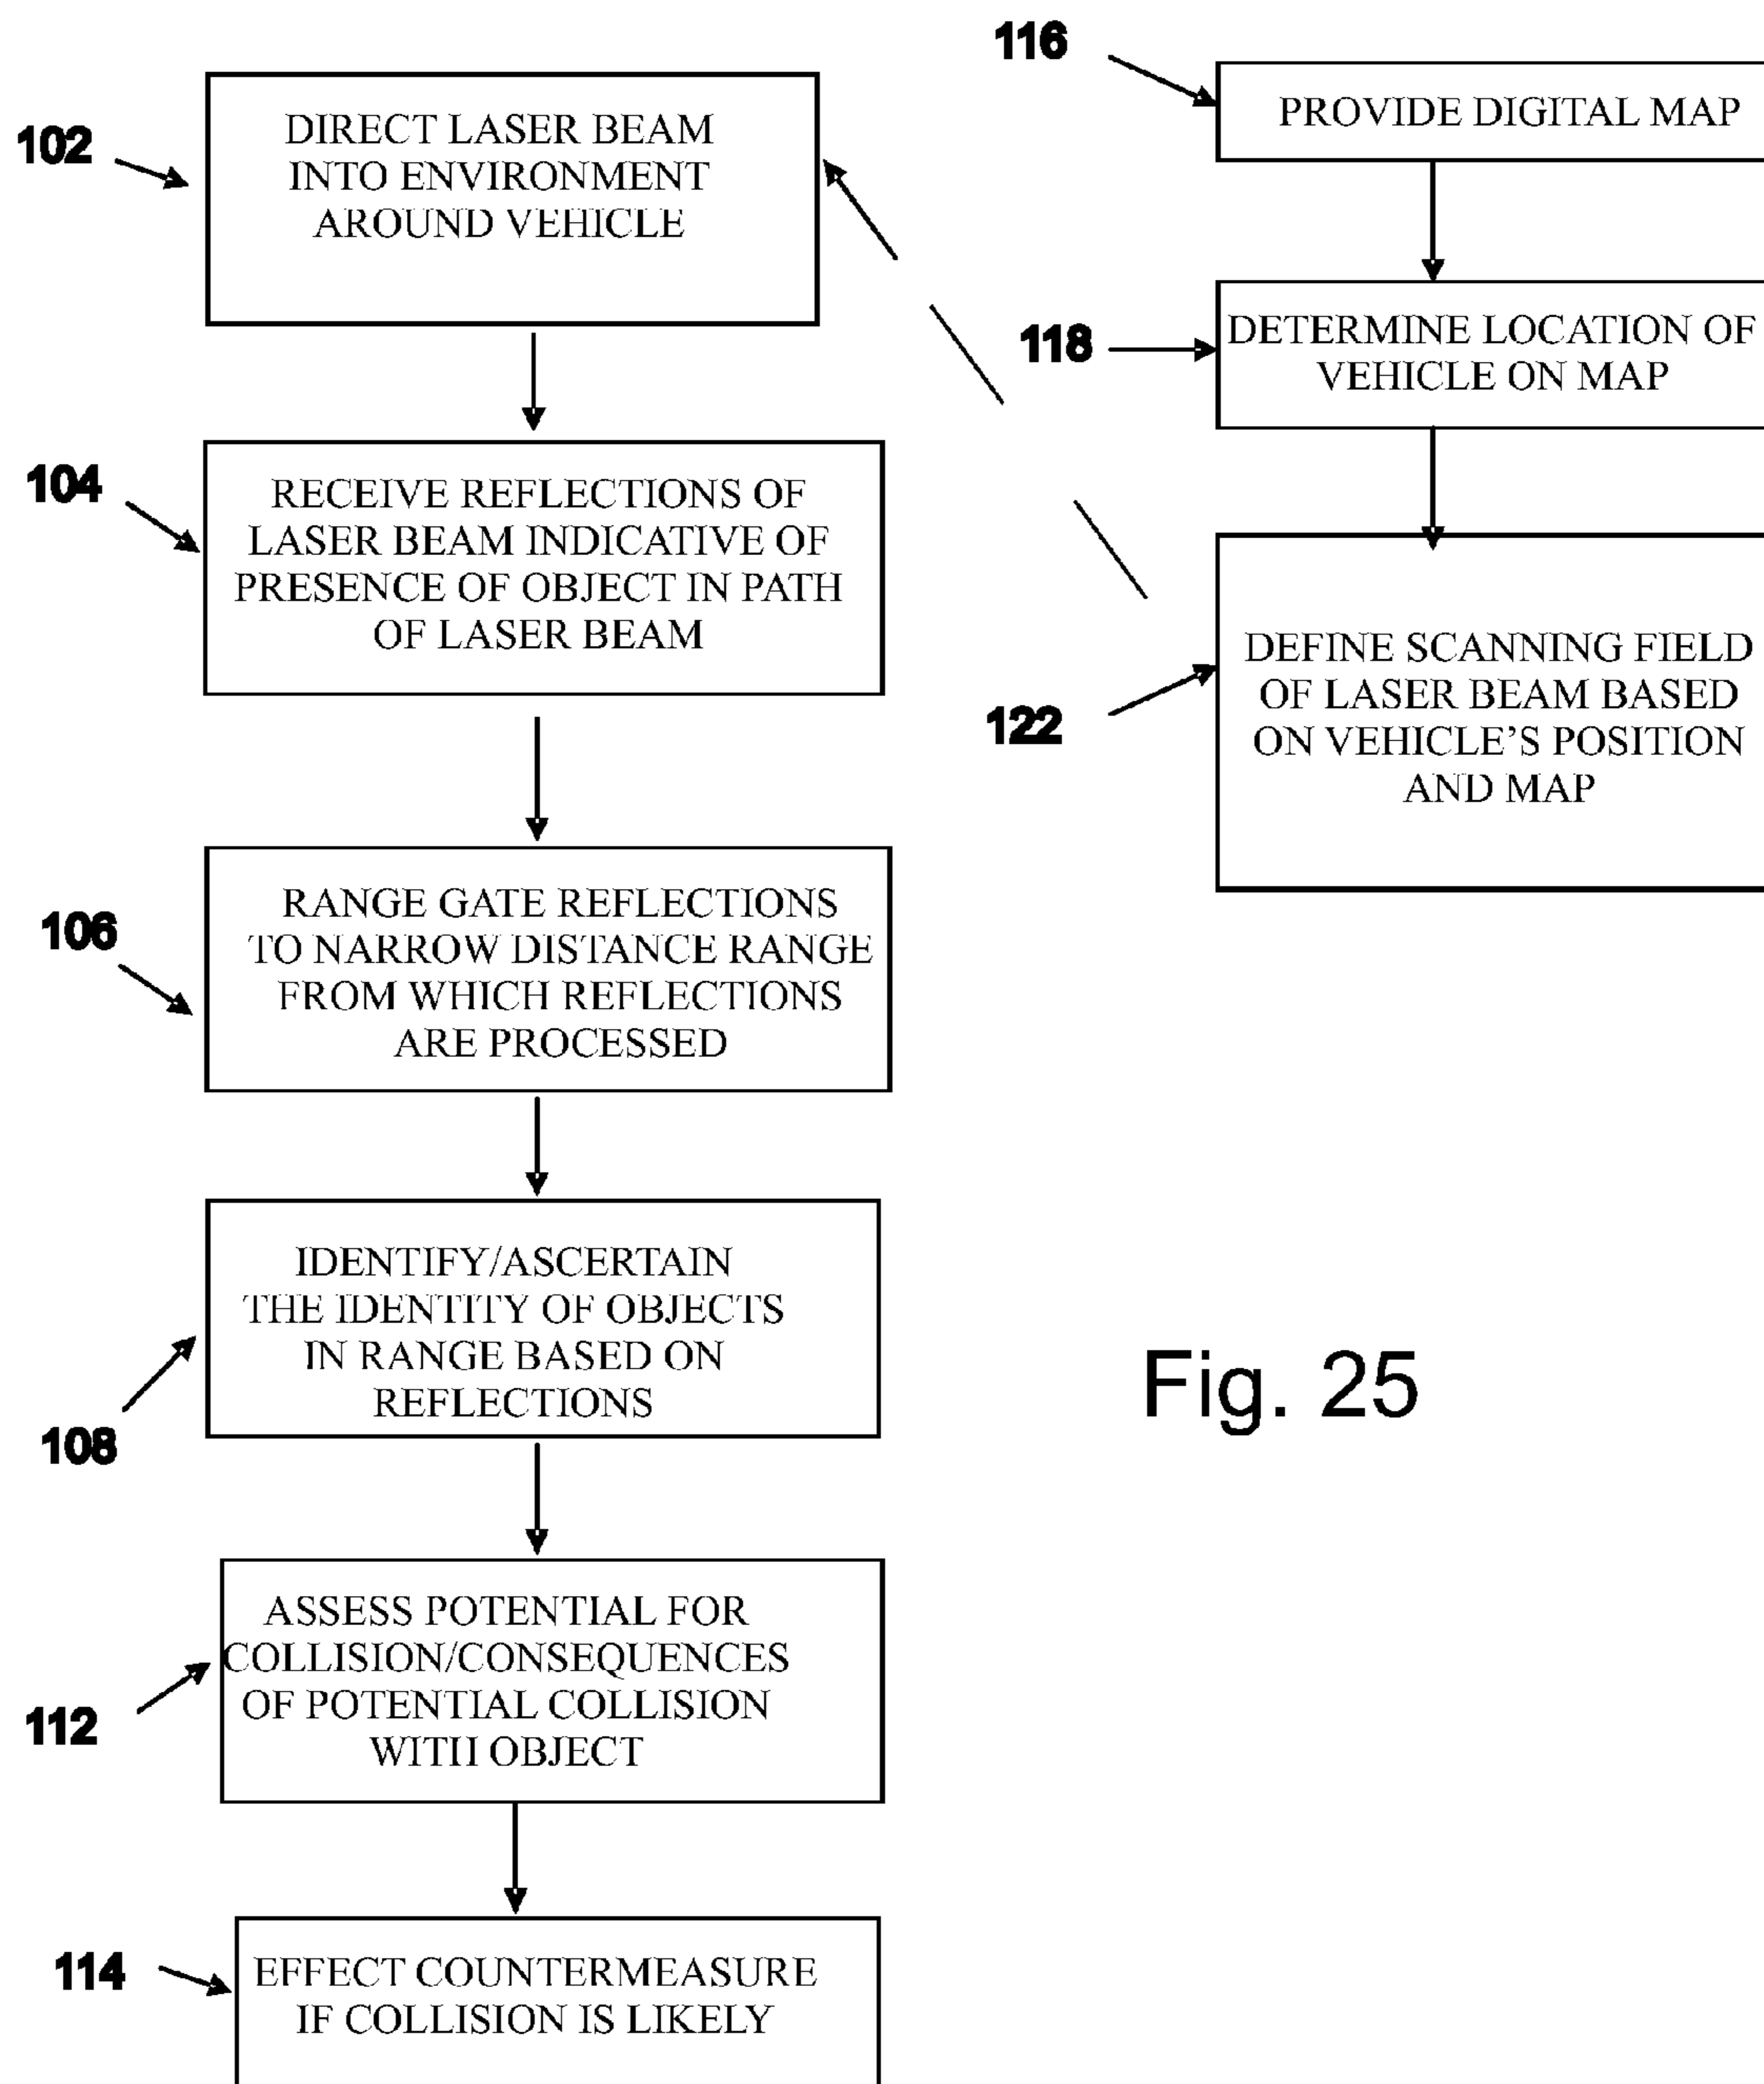 102
DIRECT LASER BEAM
INTO ENVIRONMENT
AROUND VEHICLE
104
RECEIVE REFLECTIONS OF
LASER BEAM INDICATIVE OF
PRESENCE OF OBJECT IN PATH
OF LASER BEAM
106
RANGE GATE REFLECTIONS
TO NARROW DISTANCE RANGE
FROM WHICH REFLECTIONS
ARE PROCESSED
108
IDENTIFY/ASCERTAIN
THE IDENTITY OF OBJECTS
IN RANGE BASED ON
REFLECTIONS
112
ASSESS POTENTIAL FOR
COLLISION/CONSEQUENCES
OF POTENTIAL COLLISION
WITH OBJECT
114
EFFECT COUNTERMEASURE
IF COLLISION IS LIKELY
116
PROVIDE DIGITAL MAP
118
DETERMINE LOCATION OF
VEHICLE ON MAP
122
DEFINE SCANNING FIELD
OF LASER BEAM BASED
ON VEHICLE'S POSITION
AND MAP
Fig. 25